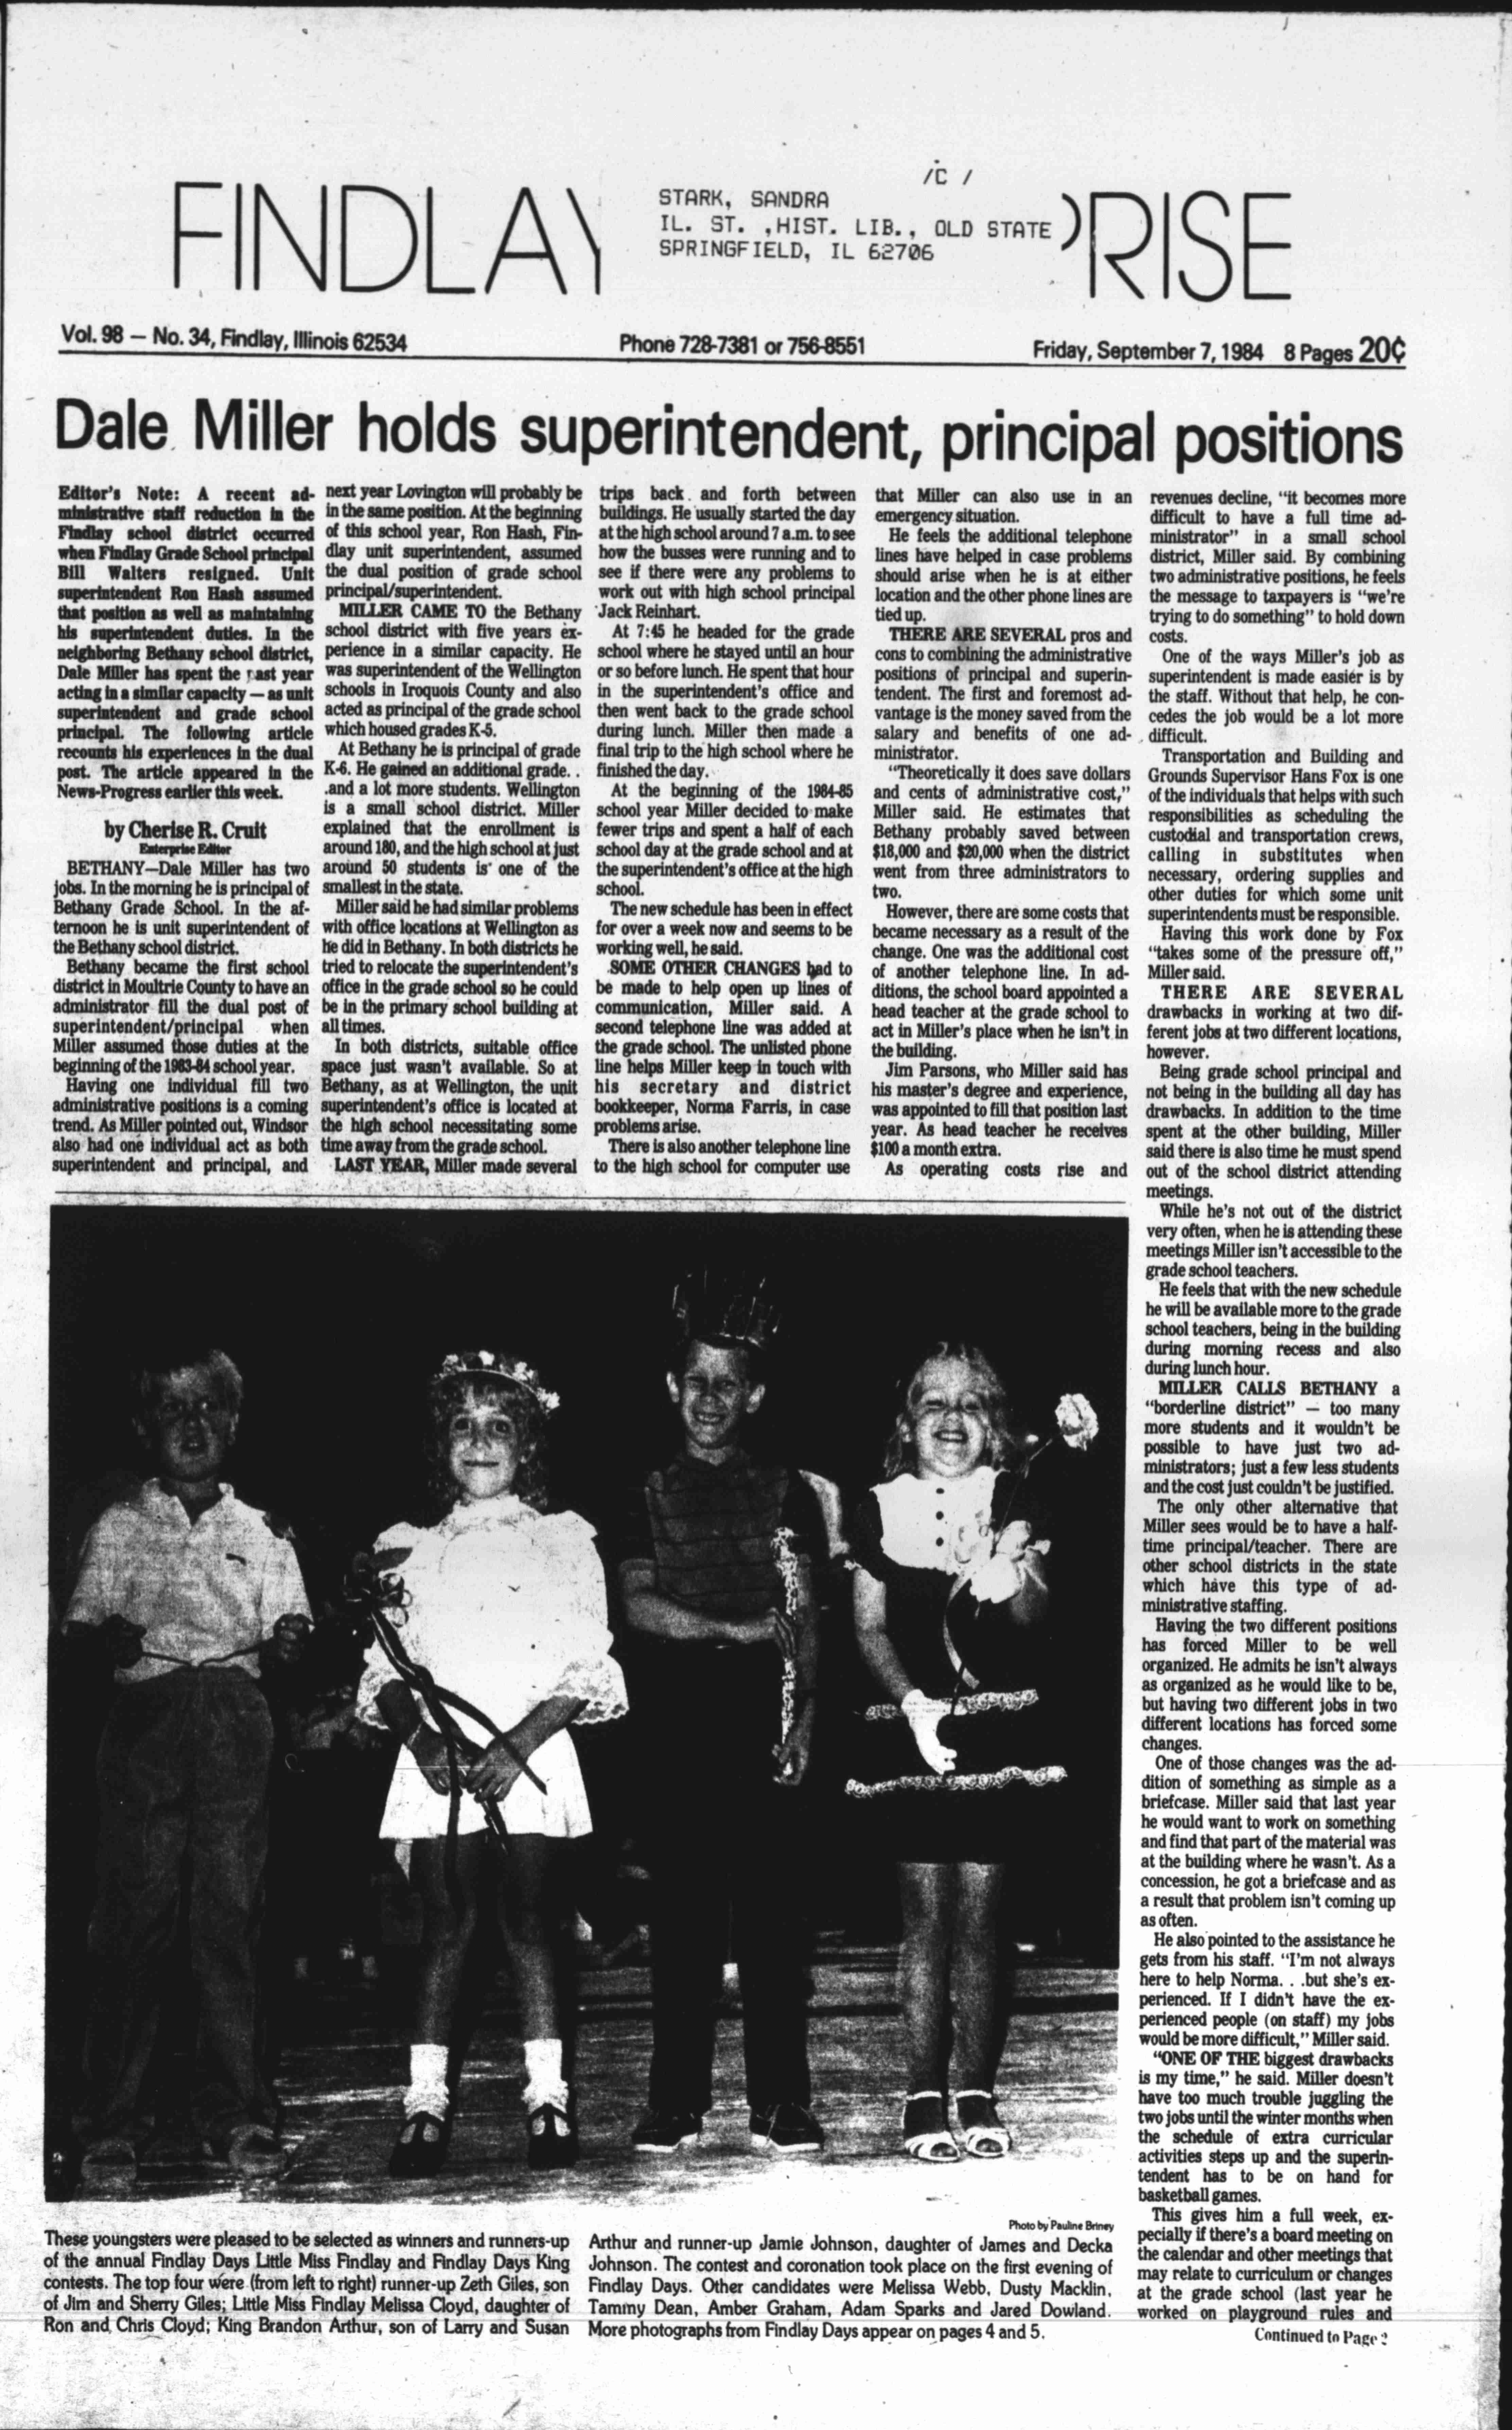 FINDLAY
/C /
STARK, SANDRA
IL. ST. ,HIST. LIB., OLD STATE
SPRINGFIELD, IL 62706
PRISE
Vol. 98 — No. 34, Findlay, Illinois 62534
Phone 728-7381 or 756-8551
Friday, September 7, 1984 8 Pages 20¢
Dale Miller holds superintendent, principal positions
Editor's Note: A recent ad-
ministrative staff reduction in the
Findlay school district occurred
when Findlay Grade School principal
Bill Walters resigned. Unit
superintendent Ron Hash assumed
that position as well as maintaining
his superintendent duties. In the
neighboring Bethany school district,
Dale Miller has spent the past year
acting in a similar capacity — as unit
superintendent and grade school
principal. The following article
recounts his experiences in the dual
post. The article appeared in the
News-Progress earlier this week.
by Cherise R. Cruit
Enterprise Editor
BETHANY—Dale Miller has two
jobs. In the morning he is principal of
Bethany Grade School. In the af-
ternoon he is unit superintendent of
the Bethany school district.
Bethany became the first school
district in Moultrie County to have an
administrator fill the dual post of
superintendent/principal when
Miller assumed those duties at the
beginning of the 1983-84 school year.
Having one individual fill two
administrative positions is a coming
trend. As Miller pointed out, Windsor
also had one individual act as both
superintendent and principal, and
next year Lovington will probably be
in the same position. At the beginning
of this school year, Ron Hash, Fin-
dlay unit superintendent, assumed
the dual position of grade school
principal/superintendent.
MILLER CAME TO the Bethany
school district with five years ex-
perience in a similar capacity. He
was superintendent of the Wellington
schools in Iroquois County and also
acted as principal of the grade school
which housed grades K-5.
At Bethany he is principal of grade
K-6. He gained an additional grade. .
.and a lot more students. Wellington
is a small school district. Miller
explained that the enrollment is
around 180, and the high school at just
around 50 students is one of the
smallest in the state.
Miller said he had similar problems
with office locations at Wellington as
he did in Bethany. In both districts he
tried to relocate the superintendent's
office in the grade school so he could
be in the primary school building at
all times.
In both districts, suitable office
space just wasn't available. So at
Bethany, as at Wellington, the unit
superintendent's office is located at
the high school necessitating some
time away from the grade school.
LAST YEAR, Miller made several
trips back and forth between
buildings. He usually started the day
at the high school around 7 a.m. to see
how the busses were running and to
see if there were any problems to
work out with high school principal
Jack Reinhart.
At 7:45 he headed for the grade
school where he stayed until an hour
or so before lunch. He spent that hour
in the superintendent's office and
then went back to the grade school
during lunch. Miller then made a
final trip to the high school where he
finished the day.
At the beginning of the 1984-85
school year Miller decided to make
fewer trips and spent a half of each
school day at the grade school and at
the superintendent's office at the high
school.
The new schedule has been in effect
for over a week now and seems to be
working well, he said.
SOME OTHER CHANGES had to
be made to help open up lines of
communication, Miller said. A
second telephone line was added at
the grade school. The unlisted phone
line helps Miller keep in touch with
his secretary and district
bookkeeper, Norma Farris, in case
problems arise.
There is also another telephone line
to the high school for computer use
that Miller can also use in an
emergency situation.
He feels the additional telephone
lines have helped in case problems
should arise when he is at either
location and the other phone lines are
tied up.
THERE ARE SEVERAL pros and
cons to combining the administrative
positions of principal and superin-
tendent. The first and foremost ad-
vantage is the money saved from the
salary and benefits of one ad-
ministrator.
"Theoretically it does save dollars
and cents of administrative cost,"
Miller said. He estimates that
Bethany probably saved between
$18,000 and $20,000 when the district
went from three administrators to
two.
However, there are some costs that
became necessary as a result of the
change. One was the additional cost
of another telephone line. In ad-
ditions, the school board appointed a
head teacher at the grade school to
act in Miller's place when he isn't in
the building.
Jim Parsons, who Miller said has
his master's degree and experience,
was appointed to fill that position last
year. As head teacher he receives
$100 a month extra.
As operating costs rise and
revenues decline, "it becomes more
difficult to have a full time ad-
ministrator" in a small school
district, Miller said. By combining
two administrative positions, he feels
the message to taxpayers is "we're
trying to do something" to hold down
costs.
One of the ways Miller's job as
superintendent is made easier is by
the staff. Without that help, he con-
cedes the job would be a lot more
difficult.
Transportation and Building and
Grounds Supervisor Hans Fox is one
of the individuals that helps with such
responsibilities as scheduling the
custodial and transportation crews,
calling in substitutes when
necessary, ordering supplies and
other duties for which some unit
superintendents must be responsible.
Having this work done by Fox
"takes some of the pressure off,"
Miller said.
THERE ARE SEVERAL
drawbacks in working at two dif-
ferent jobs at two different locations,
however.
Being grade school principal and
not being in the building all day has
drawbacks. In addition to the time
spent at the other building, Miller
said there is also time he must spend
out of the school district attending
meetings.
While he's not out of the district
very often, when he is attending these
meetings Miller isn't accessible to the
grade school teachers.
He feels that with the new schedule
he will be available more to the grade
school teachers, being in the building
during morning recess and also
during lunch hour.
MILLER CALLS BETHANY a
"borderline district" — too many
more students and it wouldn't be
possible to have just two ad-
ministrators; just a few less students
and the cost just couldn't be justified.
The only other alternative that
Miller sees would be to have a half-
time principal/teacher. There are
other school districts in the state
which have this type of ad-
ministrative staffing.
Having the two different positions
has forced Miller to be well
organized. He admits he isn't always
as organized as he would like to be,
but having two different jobs in two
different locations has forced some
changes.
One of those changes was the ad-
dition of something as simple as a
briefcase. Miller said that last year
he would want to work on something
and find that part of the material was
at the building where he wasn't. As a
concession, he got a briefcase and as
a result that problem isn't coming up
as often.
He also pointed to the assistance he
gets from his staff. "I'm not always
here to help Norma. . .but she's ex-
perienced. If I didn't have the ex-
perienced people (on staff) my jobs
would be more difficult," Miller said.
"ONE OF THE biggest drawbacks
is my time," he said. Miller doesn't
have too much trouble juggling the
two jobs until the winter months when
the schedule of extra curricular
activities steps up and the superin-
tendent has to be on hand for
basketball games.
This gives him a full week, ex-
pecially if there's a board meeting on
the calendar and other meetings that
may relate to curriculum or changes
at the grade school (last year he
worked on playground rules and
Continued to Page 2
Photo by Pauline Briney
These youngsters were pleased to be selected as winners and runners-up
of the annual Findlay Days Little Miss Findlay and Findlay Days King
contests. The top four were (from left to right) runner-up Zeth Giles, son
of Jim and Sherry Giles; Little Miss Findlay Melissa Cloyd, daughter of
Ron and Chris Cloyd; King Brandon Arthur, son of Larry and Susan
Arthur and runner-up Jamie Johnson, daughter of James and Decka
Johnson. The contest and coronation took place on the first evening of
Findlay Days. Other candidates were Melissa Webb, Dusty Macklin,
Tammy Dean, Amber Graham, Adam Sparks and Jared Dowland.
More photographs from Findlay Days appear on pages 4 and 5.